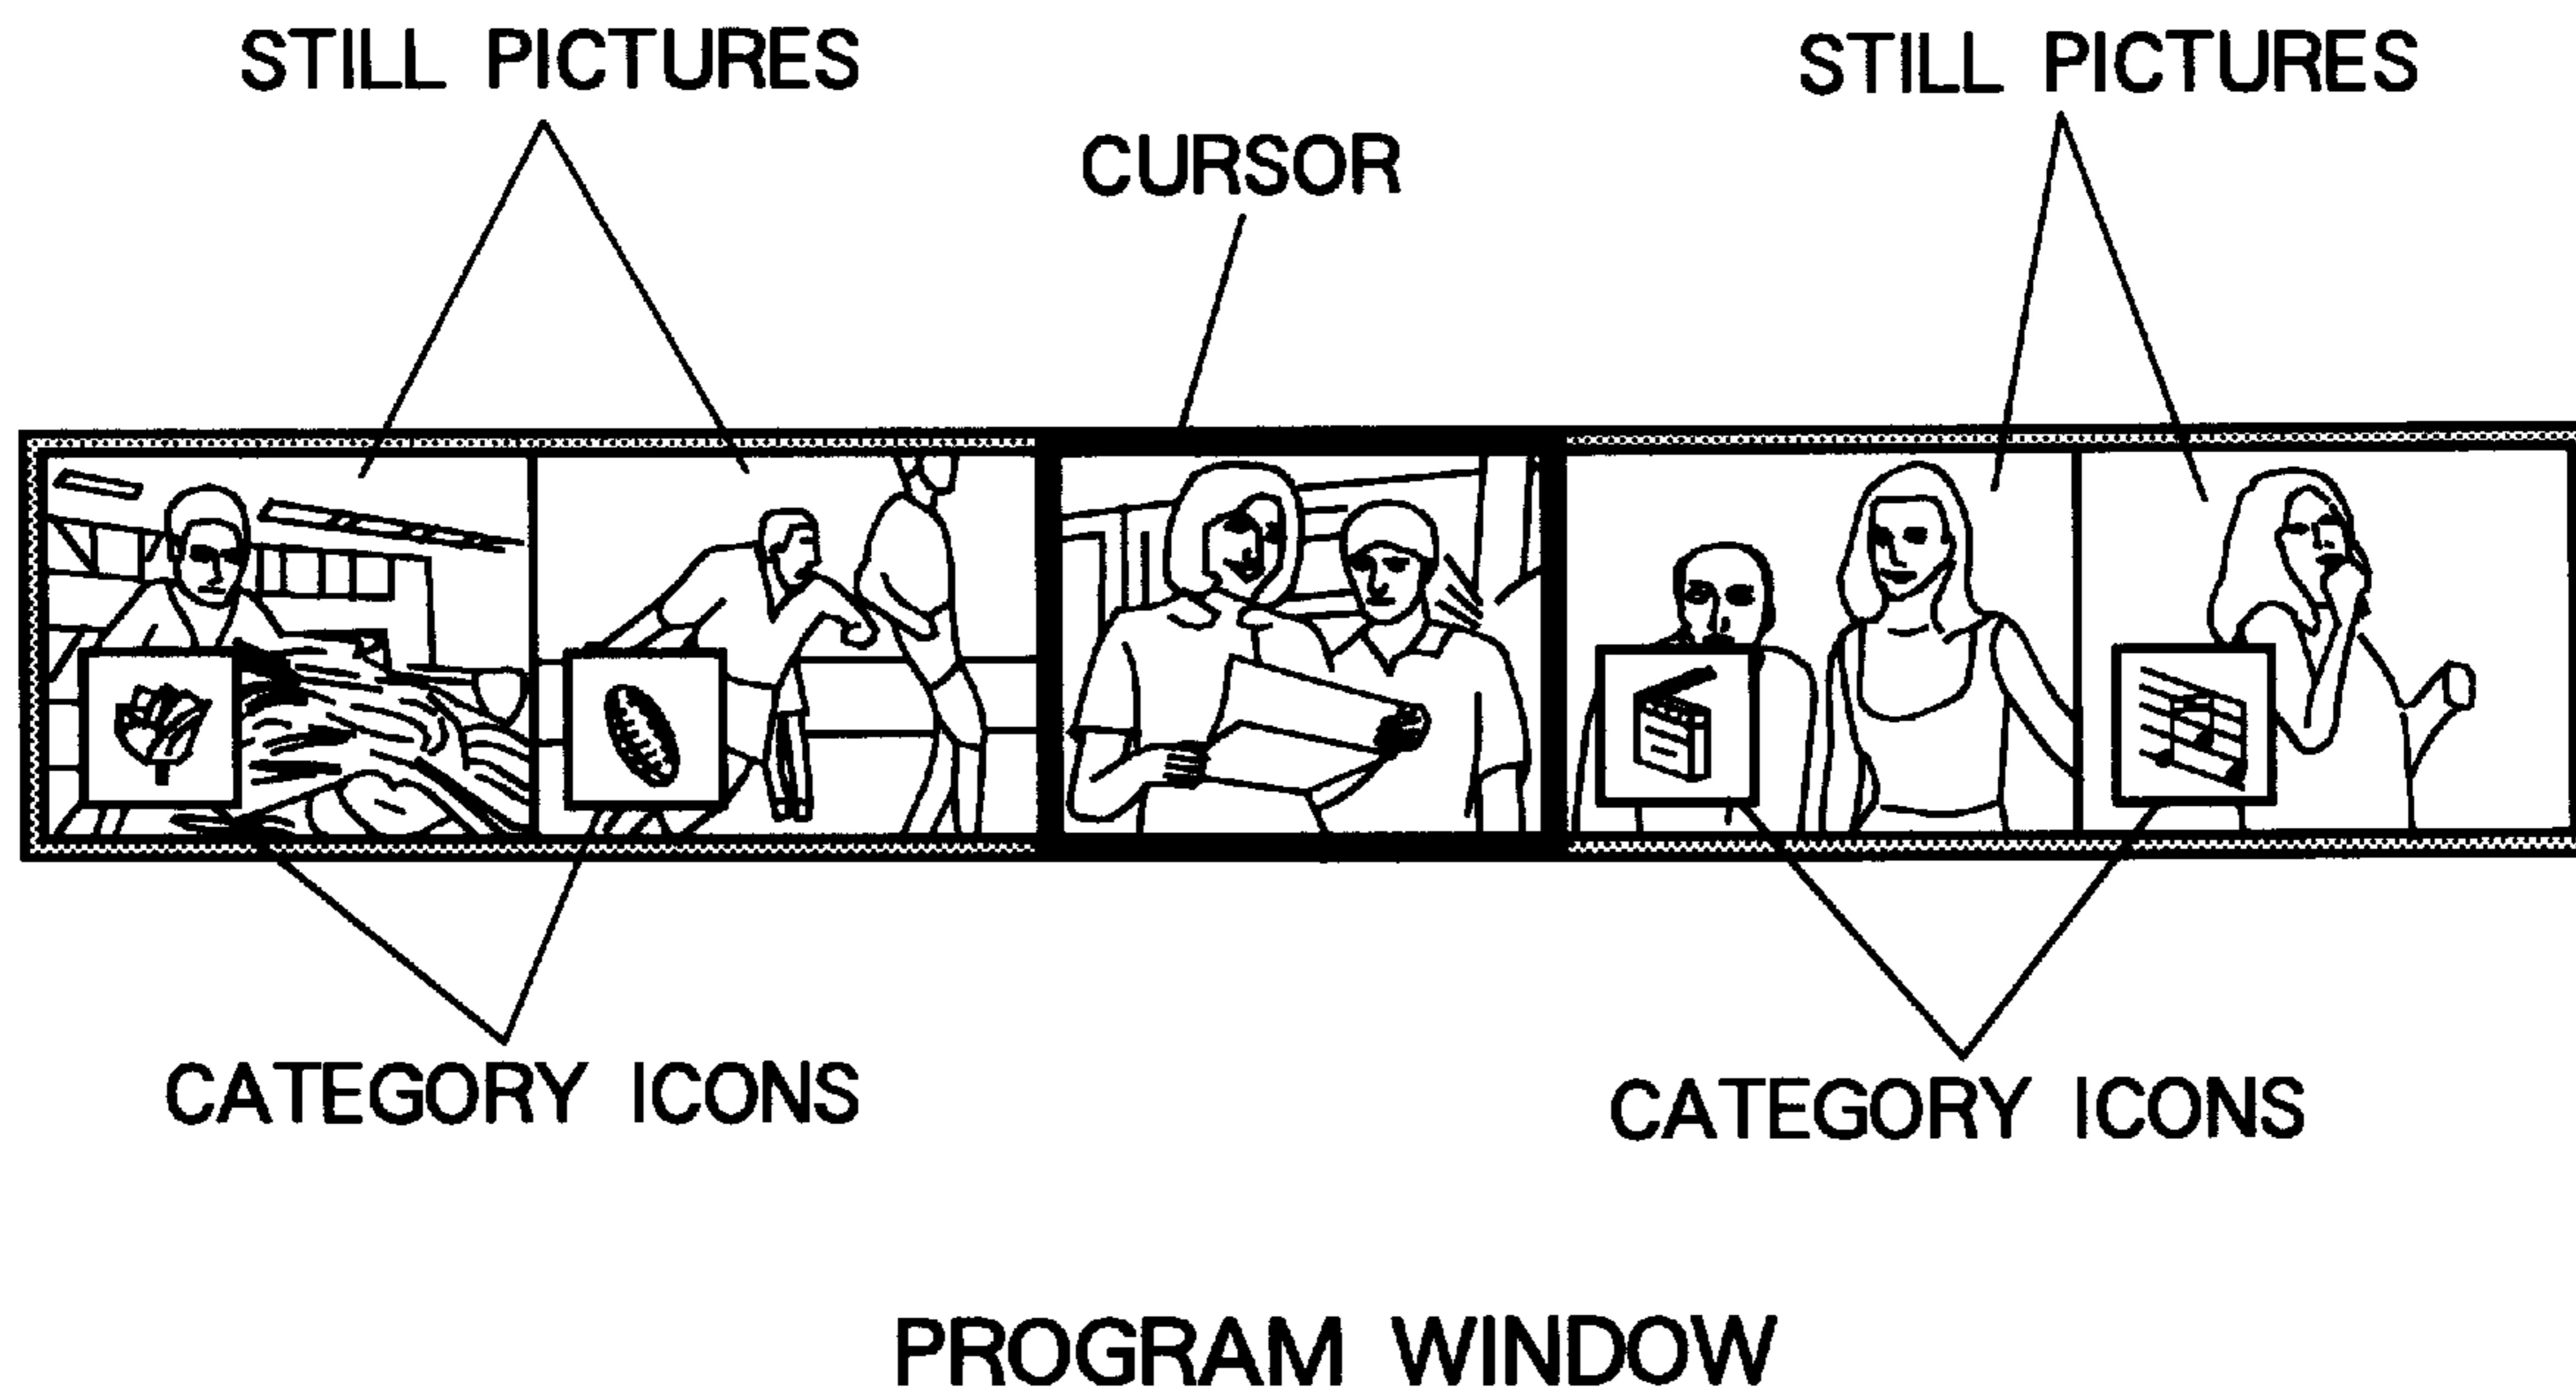 STILL PICTURES
STILL PICTURES
CURSOR
CATEGORY ICONS
CATEGORY ICONS
PROGRAM WINDOW